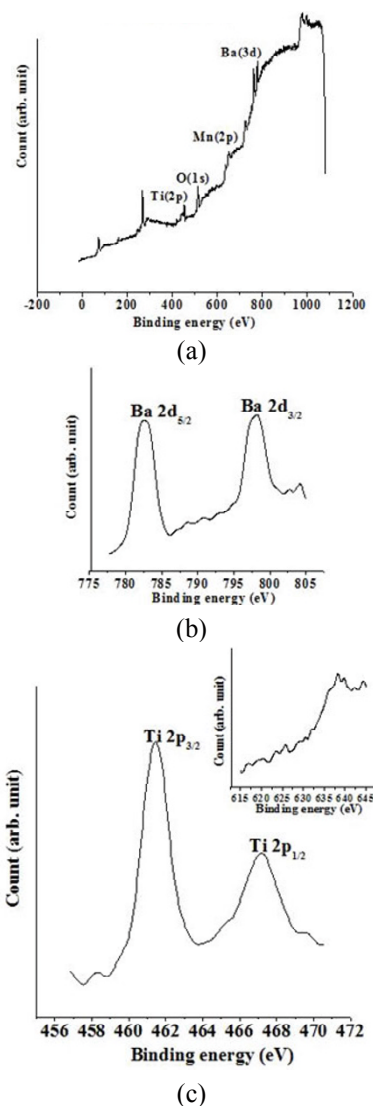 Count (arb. unit)
Ba(3d)
Mn(2p)
O(1s)
Ti(2p)
-200 0 200 400 600 800 1000 1200
Binding energy (eV)
(a)
Count (arb. unit)
Ba 2d5/2
Ba 2d3/2
775 780 785 790 795 800 805
Binding energy (eV)
(b)
Count (arb. unit)
615 620 625 630 635 640 645
Binding energy (eV)
Count (arb. unit)
Ti 2p3/2
Ti 2p1/2
456 458 460 462 464 466 468 470 472
Binding energy (eV)
(c)